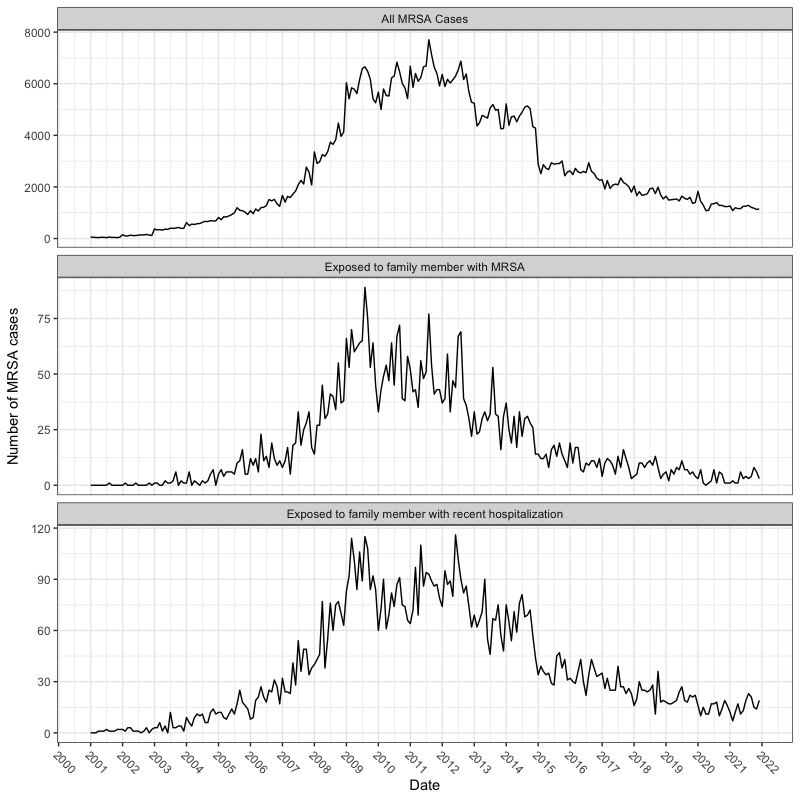 All MRSA Cases
8000
6000
4000
2000
0
Exposed to family member with MRSA
75
50
25
0
Exposed to family member with recent hospitalization
120
90
60
30
0
Number of MRSA cases
2000 2001 2002 2003 2004 2005 2006 2007 2008 2009 2010 2011 2012 2013 2014 2015 2016 2017 2018 2019 2020 2021 2022
Date